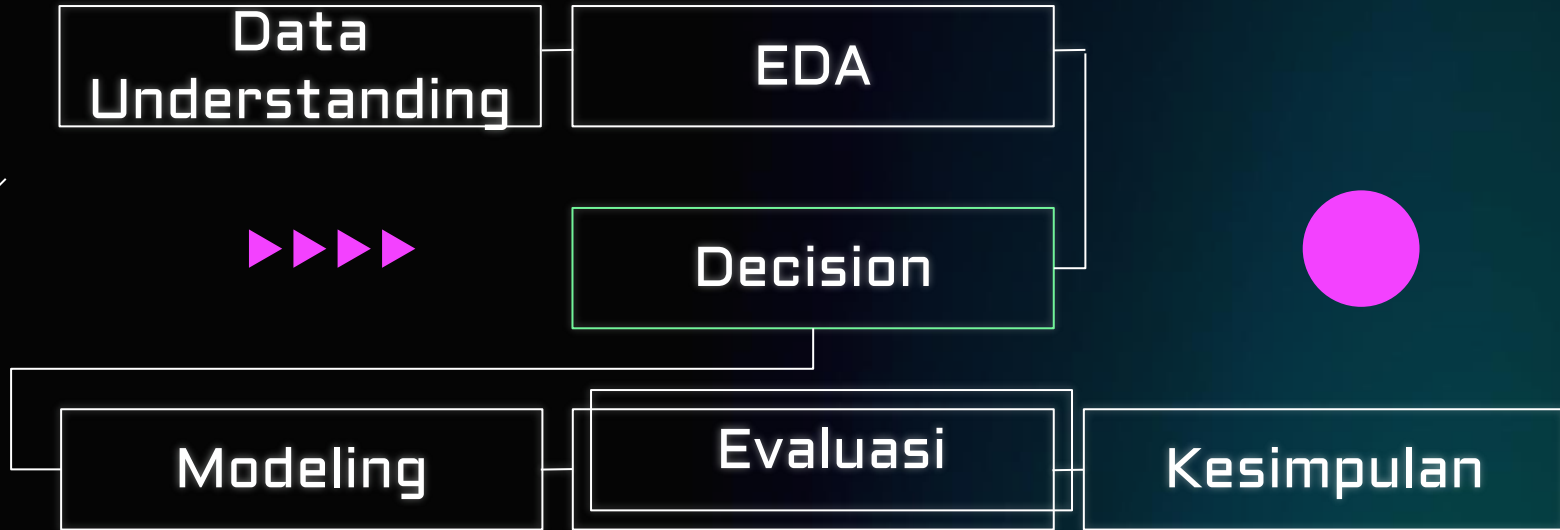 Data
Understanding
EDA
Decision
Modeling
Evaluasi
Kesimpulan